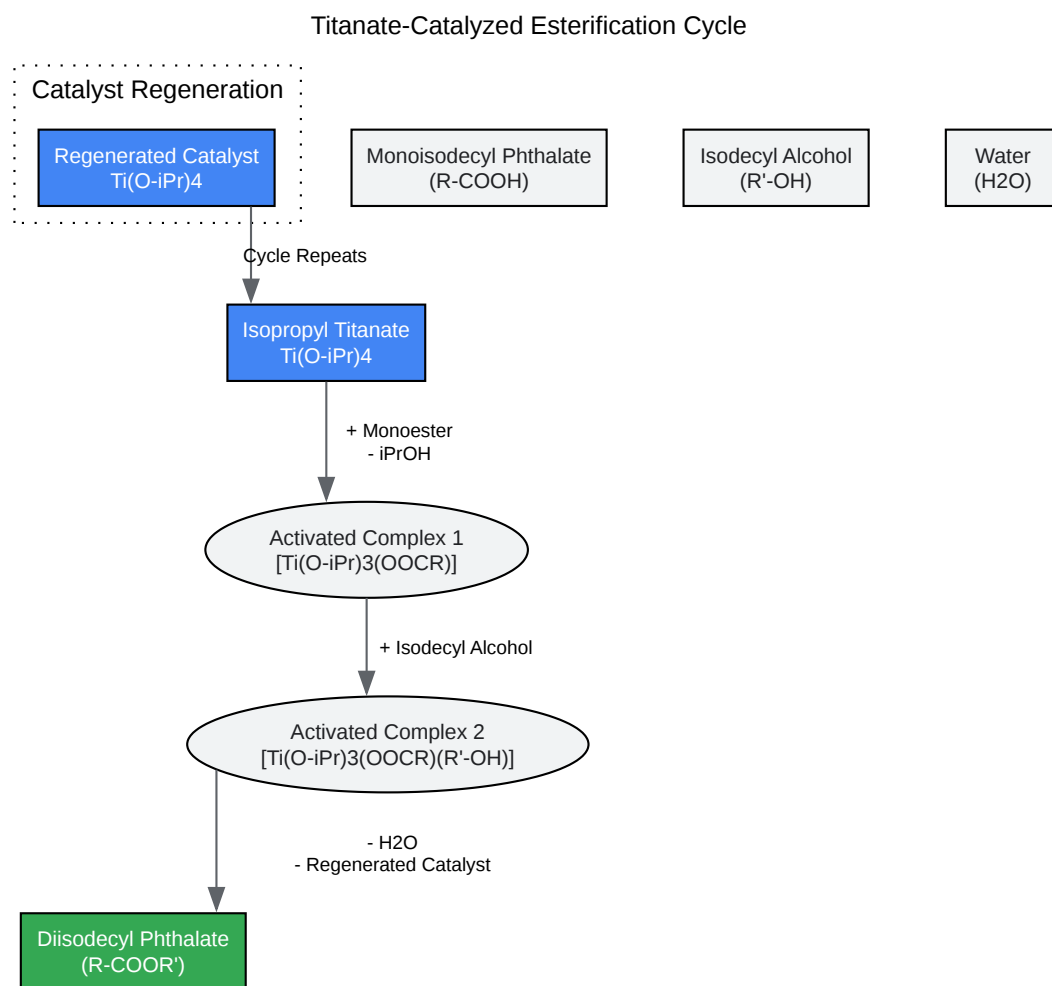 Titanate-Catalyzed Esterification Cycle
Catalyst Regeneration
Regenerated Catalyst
Ti(O-iPr)4
Monoisodecyl Phthalate
(R-COOH)
Isodecyl Alcohol
(R'-OH)
Water
(H2O)
Cycle Repeats
Isopropyl Titanate
Ti(O-iPr)4
+ Monoester
- iPrOH
Activated Complex 1
[Ti(O-iPr)3(OOCR)]
+ Isodecyl Alcohol
Activated Complex 2
[Ti(O-iPr)3(OOCR)(R'-OH)]
- H2O
- Regenerated Catalyst
Diisodecyl Phthalate
(R-COOR')